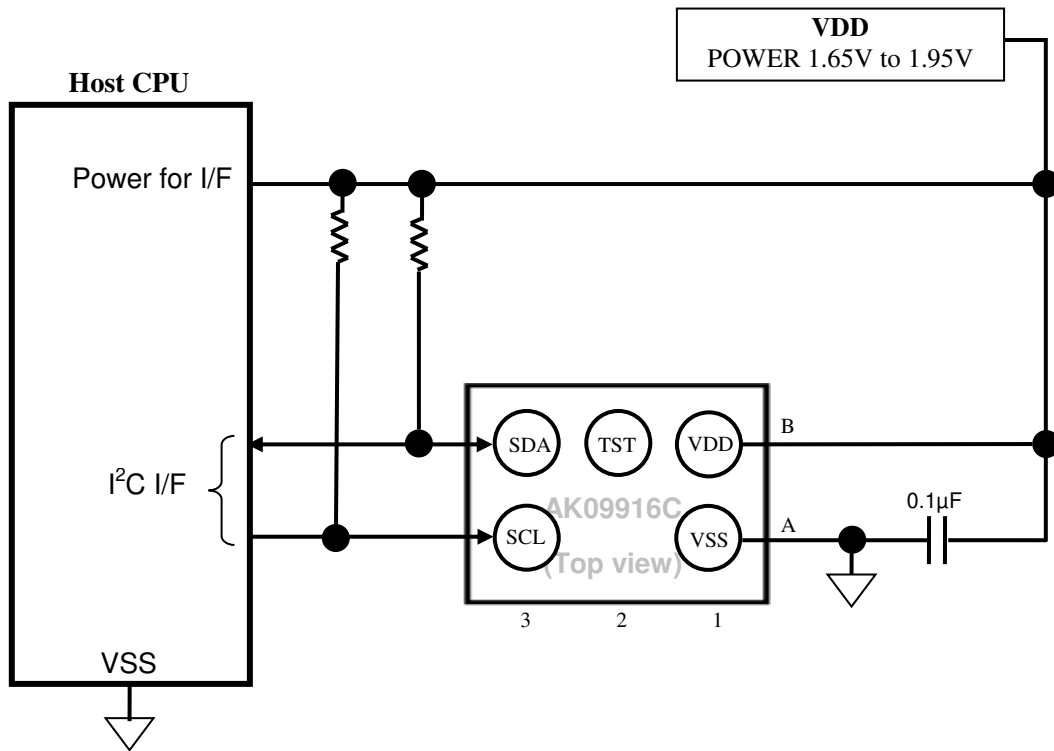 VDD
POWER 1.65V to 1.95V
Host CPU
Power for I/F
I²C I/F
VSS
SDA
TST
VDD
B
AK09916C
SCL
VSS
A
(Top view)
0.1µF
3
2
1